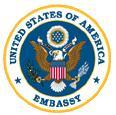 UNITED STATES OF AMERICA
EMBASSY